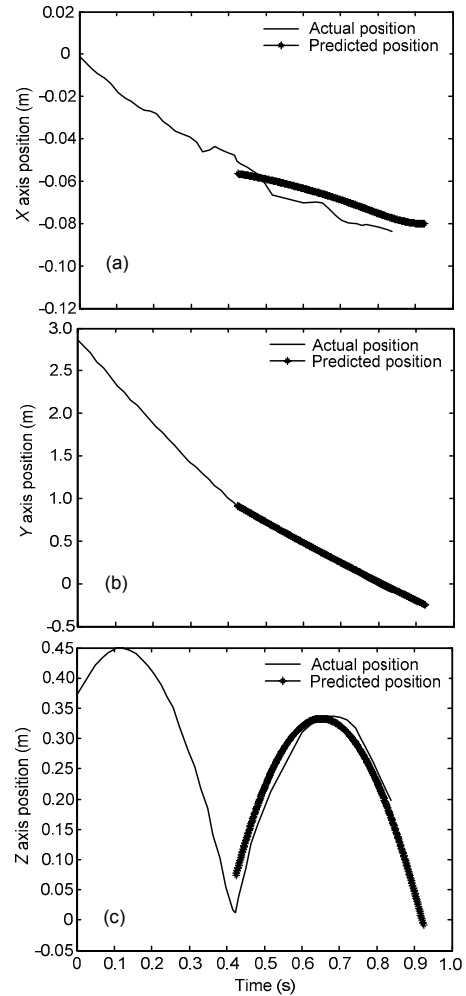 0.02
0
-0.02
-0.04
-0.06
-0.08
-0.10
-0.12
X axis position (m)
Actual position
Predicted position
(a)
3.0
2.5
2.0
1.5
1.0
0.5
0
-0.5
Y axis position (m)
Actual position
Predicted position
(b)
0.45
0.40
0.35
0.30
0.25
0.20
0.15
0.10
0.05
0
-0.05
Z axis position (m)
Actual position
Predicted position
(c)
0 0.1 0.2 0.3 0.4 0.5 0.6 0.7 0.8 0.9 1.0
Time (s)